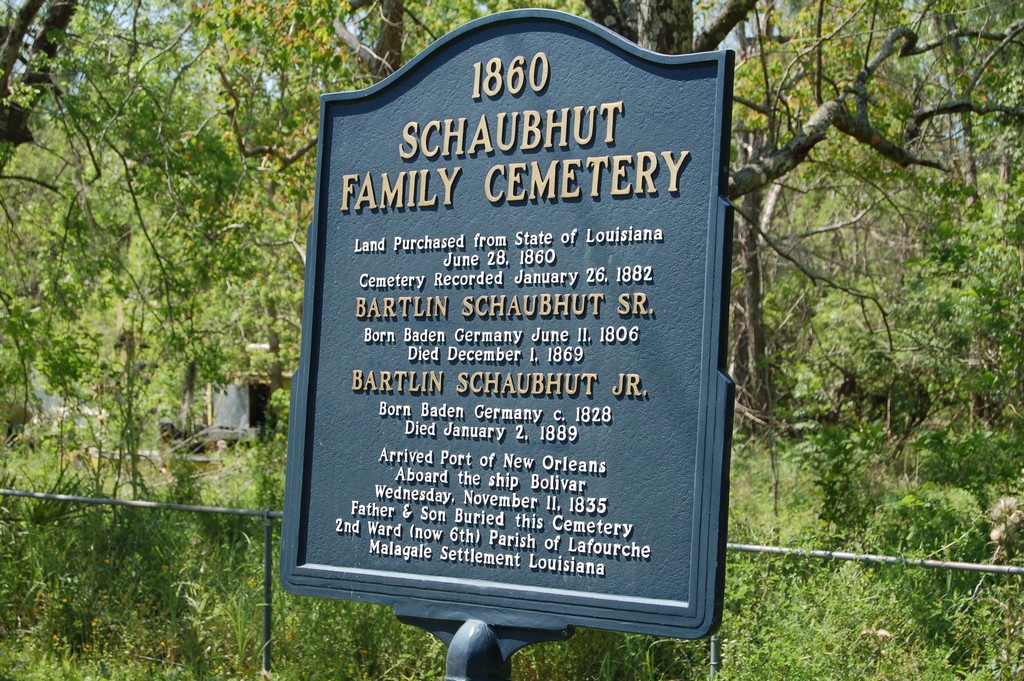 1860
SCHAUBHUT
FAMILY CEMETERY
Land Purchased from State of Louisiana
June 28, 1860
Cemetery Recorded January 26, 1882
BARTLIN SCHAUBHUT SR.
Born Baden Germany June 11, 1806
Died December 1, 1869
BARTLIN SCHAUBHUT JR.
Born Baden Germany c. 1828
Died January 2, 1889
Arrived Port of New Orleans
Aboard the ship Bolivar
Wednesday, November 11, 1835
Father & Son Buried this Cemetery
2nd Ward (now 6th) Parish of Lafourche
Malagale Settlement Louisiana